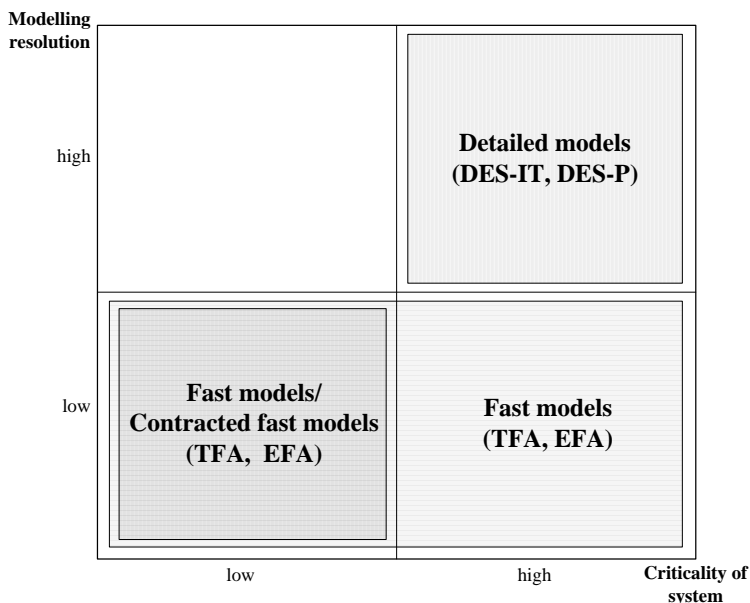 Modelling
resolution
high
Detailed models
(DES-IT, DES-P)
low
Fast models/
Contracted fast models
(TFA, EFA)
Fast models
(TFA, EFA)
low
high
Criticality of
system